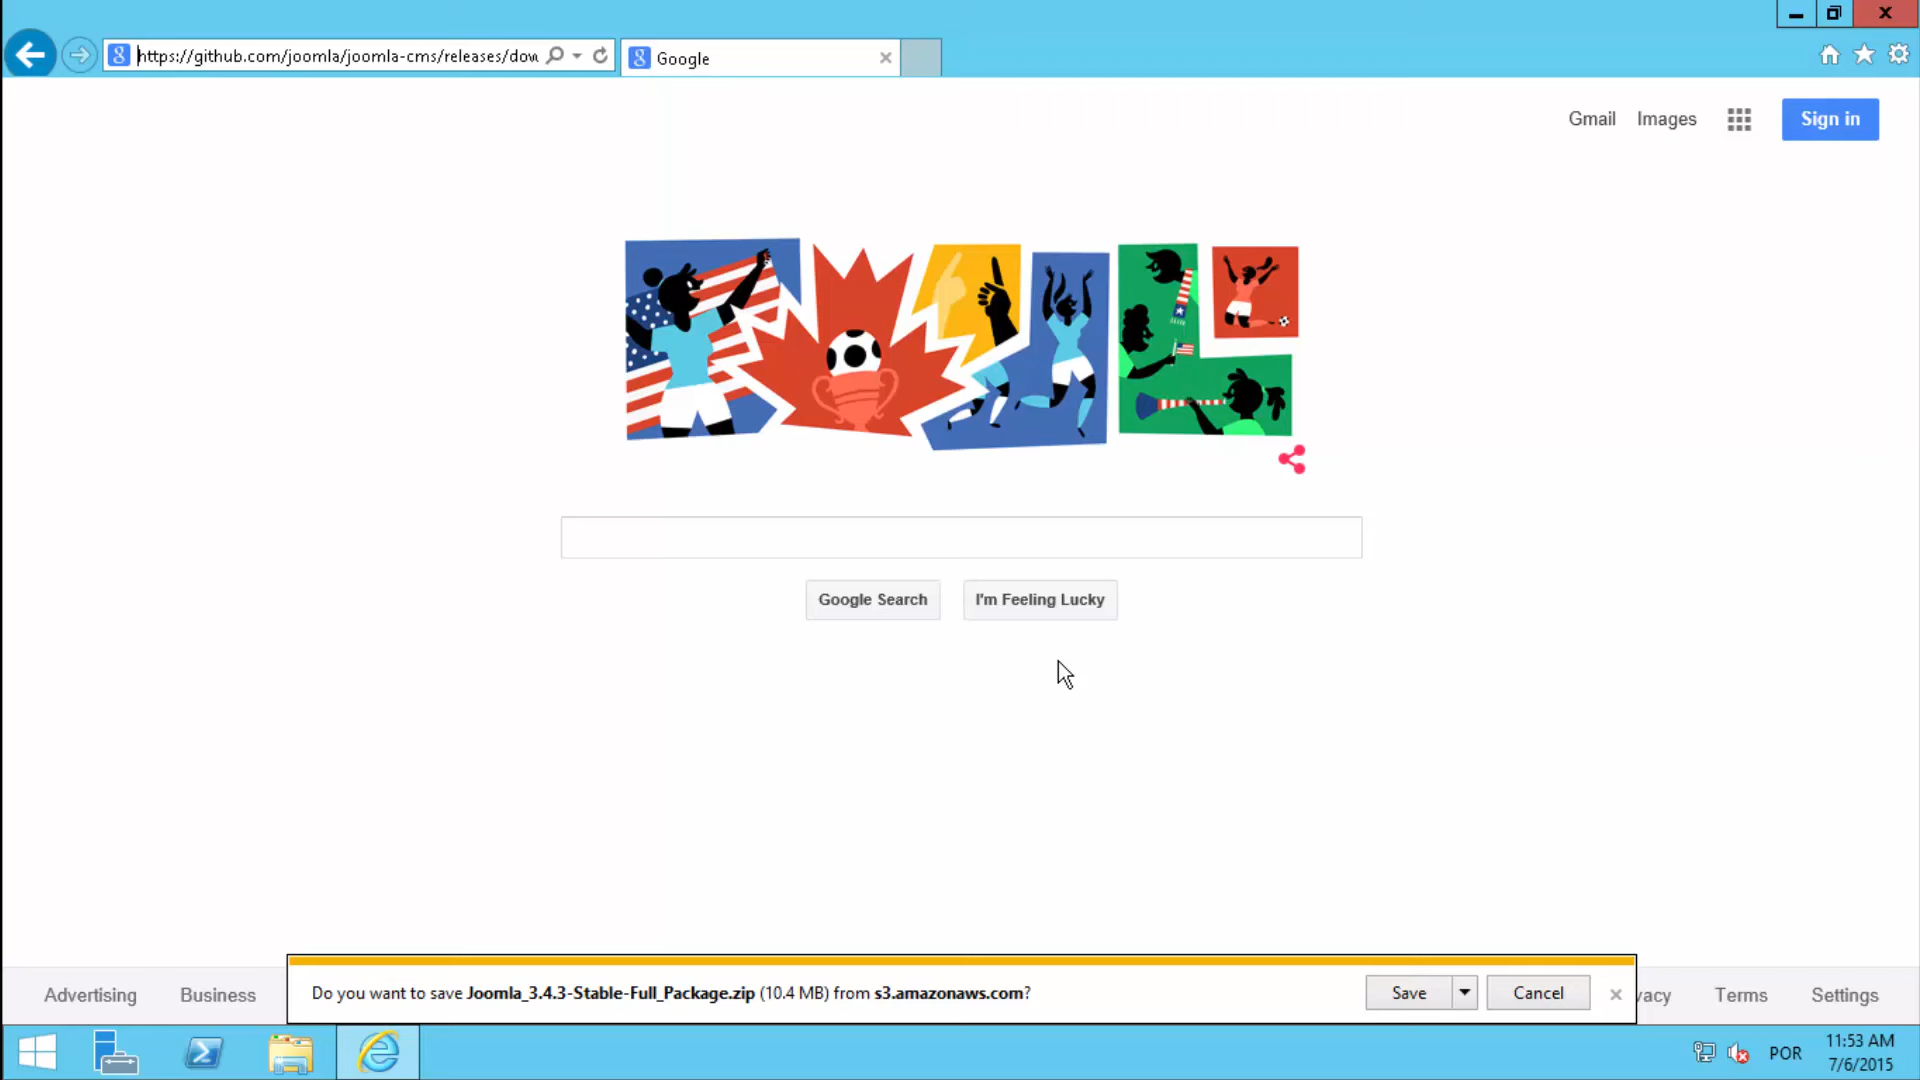 https://github.com/joomla/joomla-cms/releases/dow
Google
Gmail Images Sign in
Google Search I'm Feeling Lucky
Do you want to save Joomla_3.4.3-Stable-Full_Package.zip (10.4 MB) from s3.amazonaws.com?
Save Cancel
Advertising Business vacy Terms Settings
POR
11:53 AM
7/6/2015